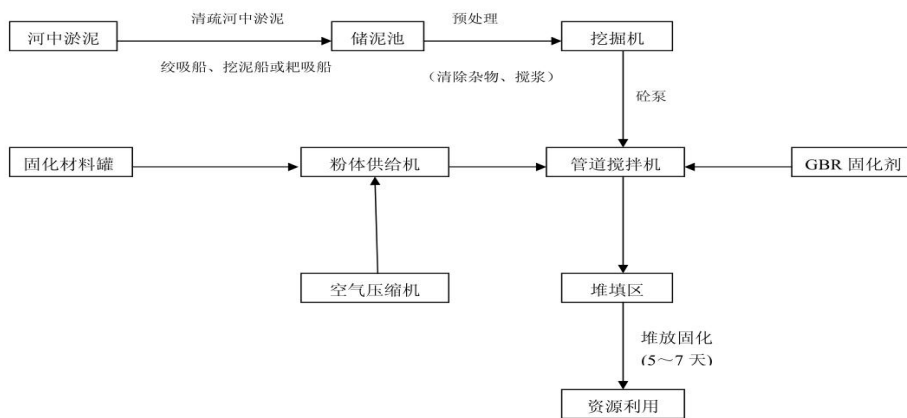 清疏河中淤泥
预处理
河中淤泥
储泥池
挖掘机
绞吸船、挖泥船或耙吸船
（清除杂物、搅浆）
砼泵
固化材料罐
粉体供给机
管道搅拌机
GBR 固化剂
空气压缩机
堆填区
堆放固化
(5～7 天)
资源利用